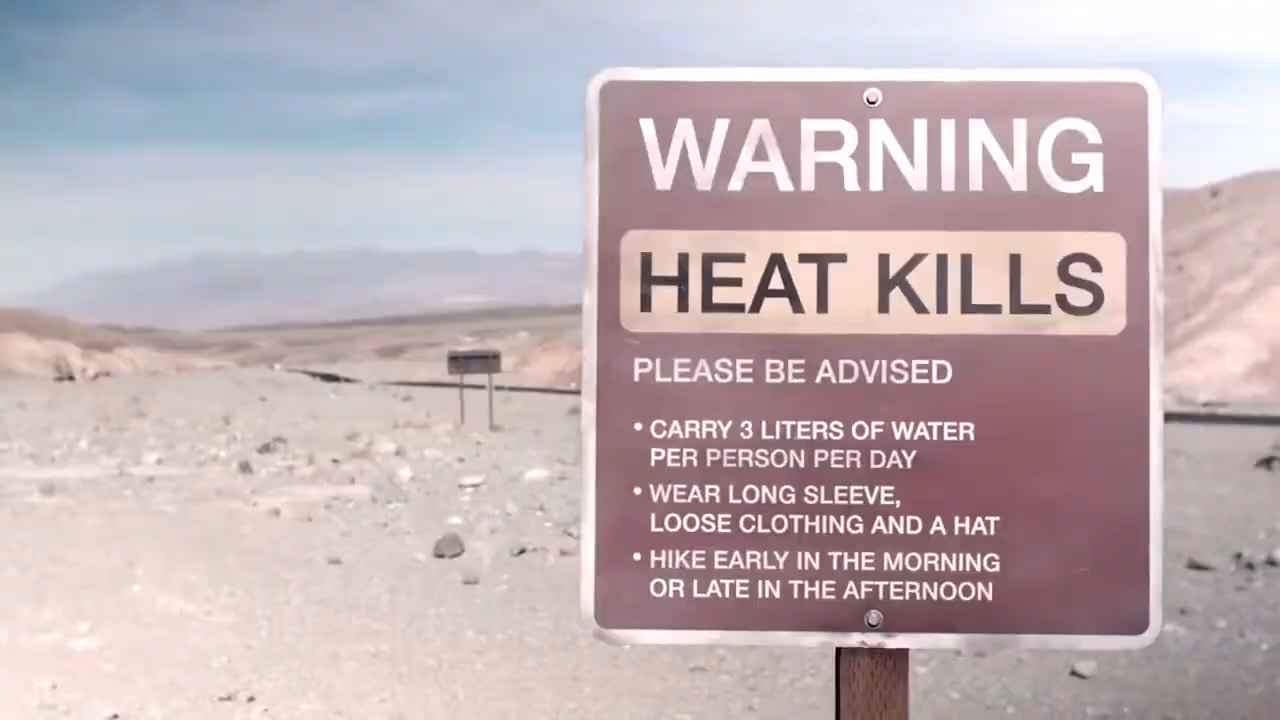 WARNING
HEAT KILLS
PLEASE BE ADVISED
• CARRY 3 LITERS OF WATER
PER PERSON PER DAY
• WEAR LONG SLEEVE,
LOOSE CLOTHING AND A HAT
• HIKE EARLY IN THE MORNING
OR LATE IN THE AFTERNOON